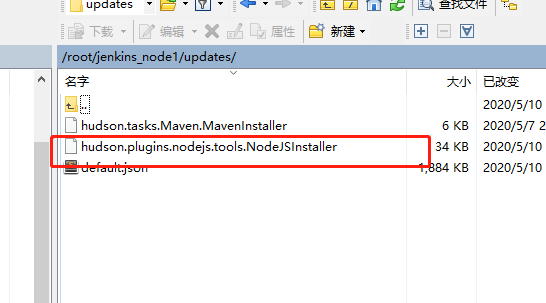 updates
查找文件
下载
编辑
属性
新建
/root/jenkins_node1/updates/
名字 大小 已改变
.. 2020/5/10
hudson.tasks.Maven.MavenInstaller 6 KB 2020/5/7 2
hudson.plugins.nodejs.tools.NodeJSInstaller 34 KB 2020/5/10
default.json 1,884 KB 2020/5/10